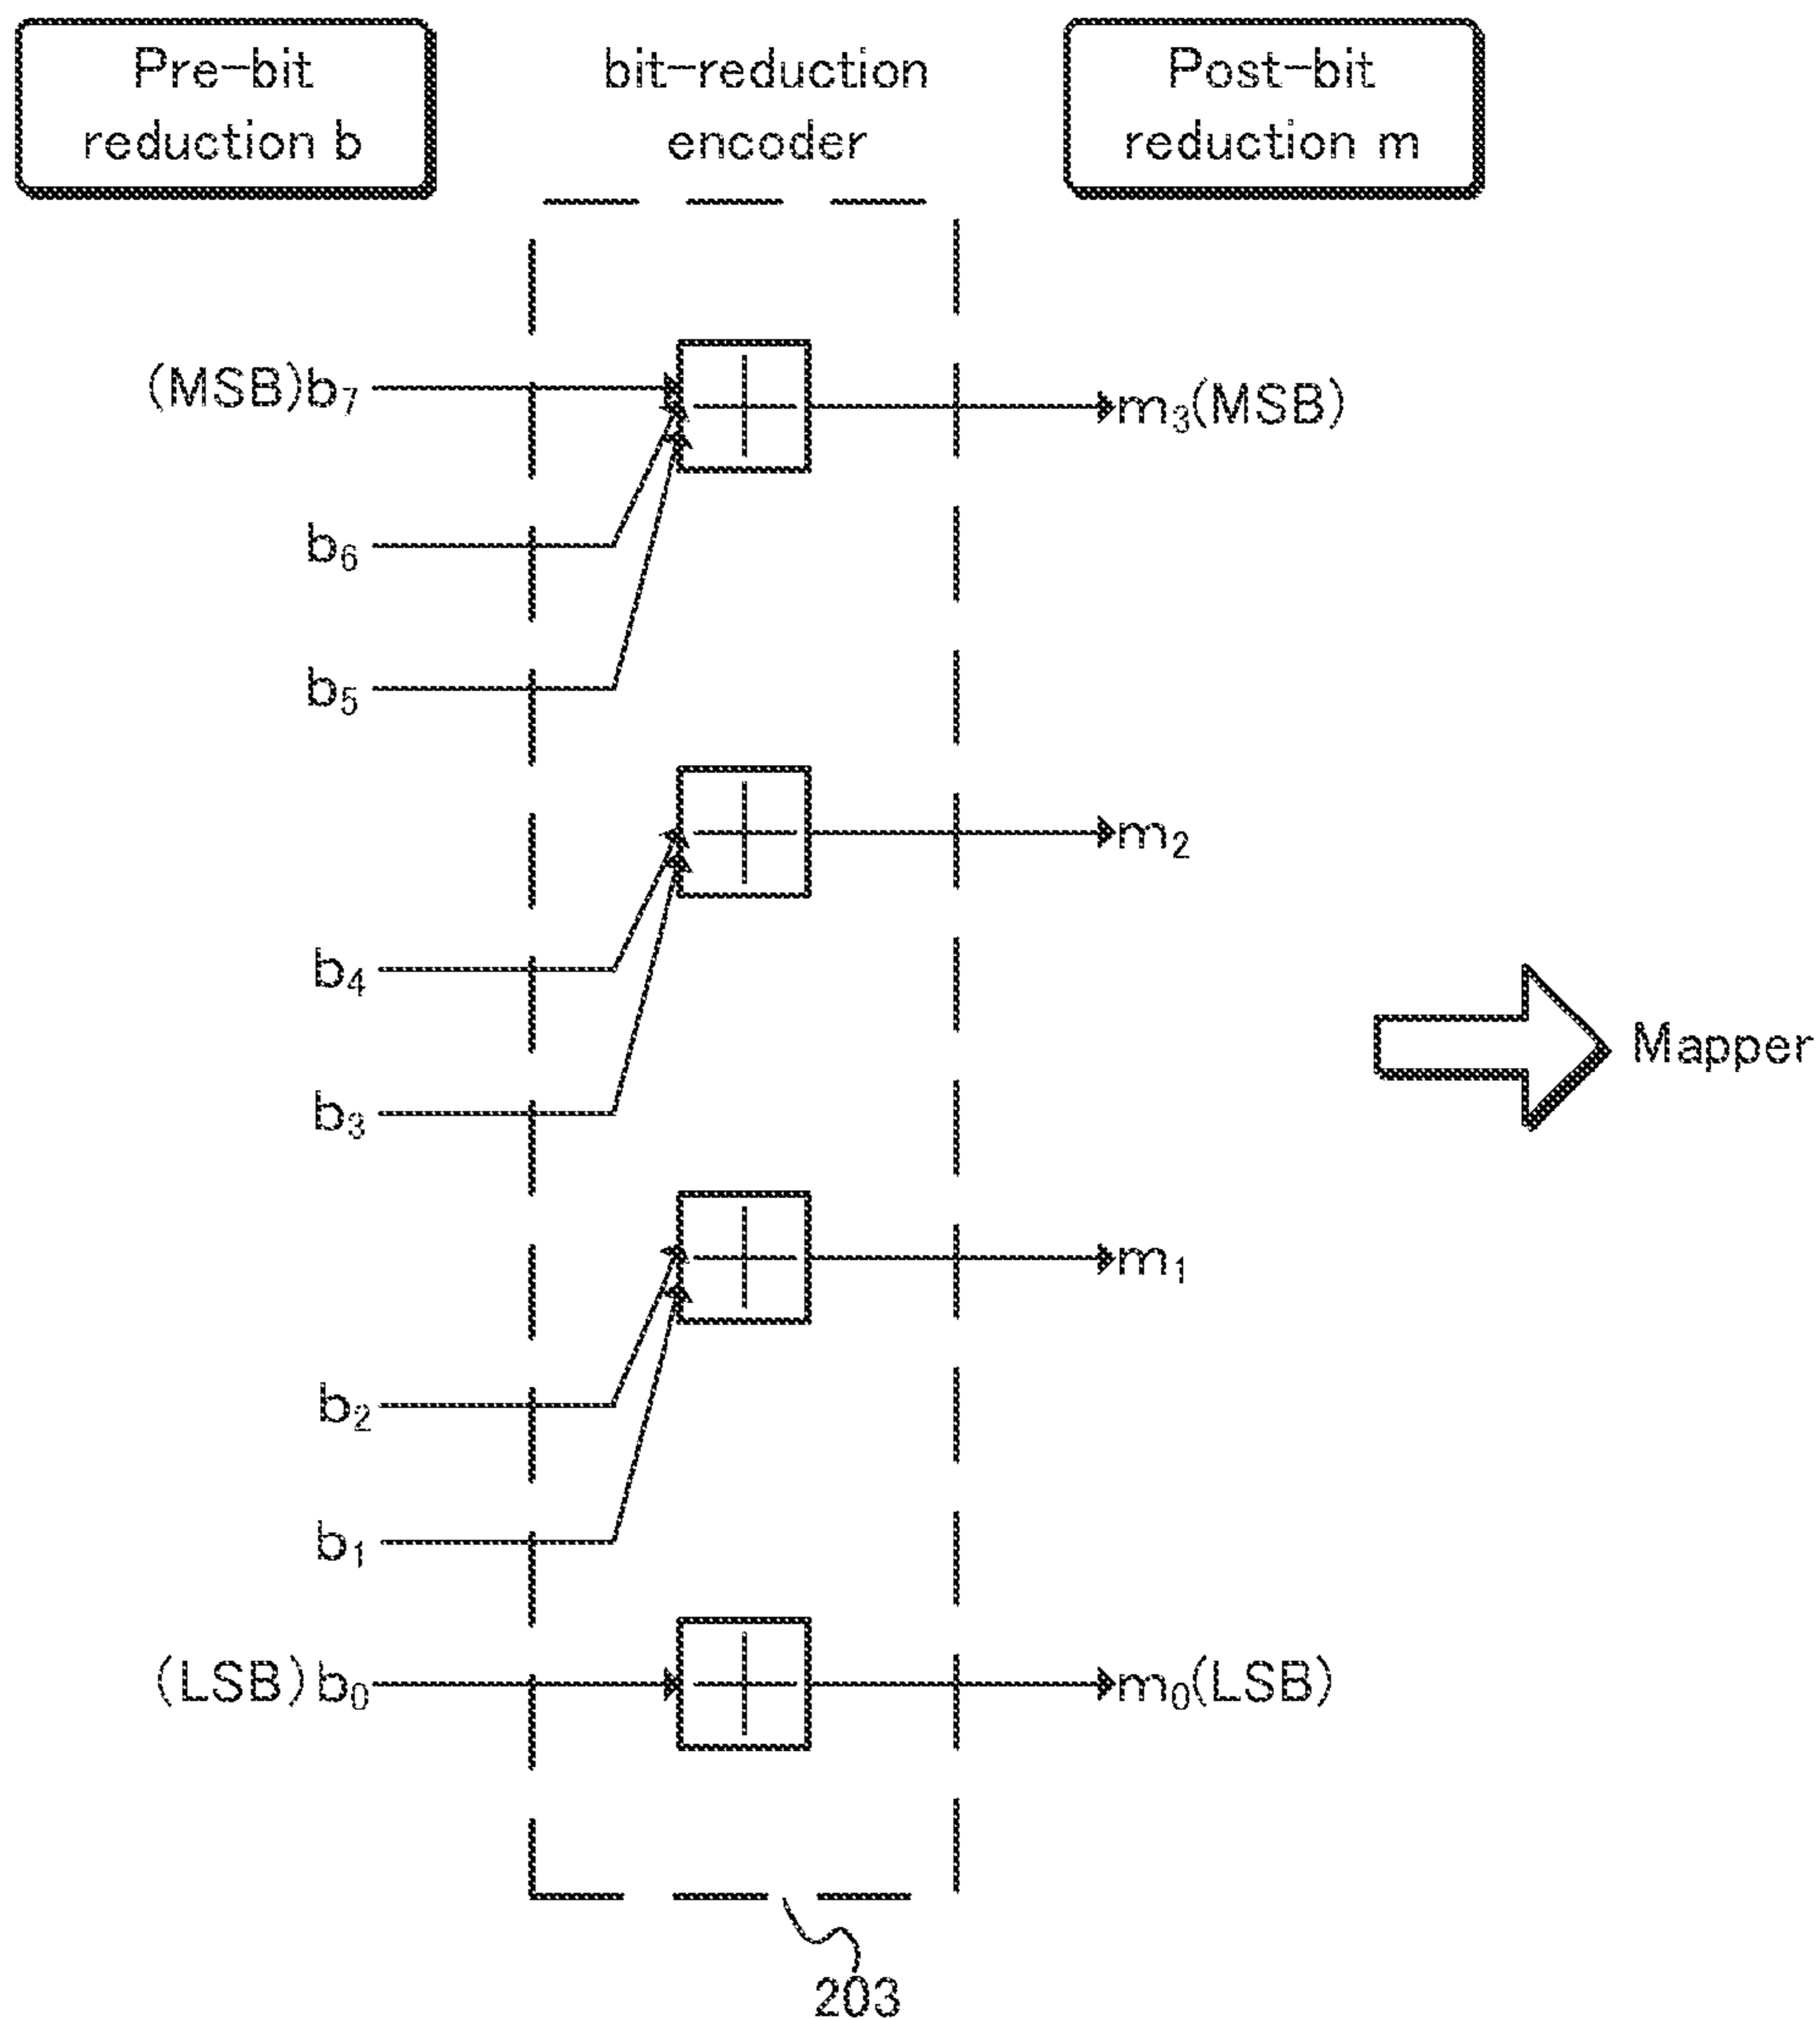 Pre-bit
reduction b
bit-reduction
encoder
Post-bit
reduction m
(MSB)b7
m3(MSB)
b6
b5
m2
b4
Mapper
b3
m1
b2
b1
(LSB)b0
m0(LSB)
203